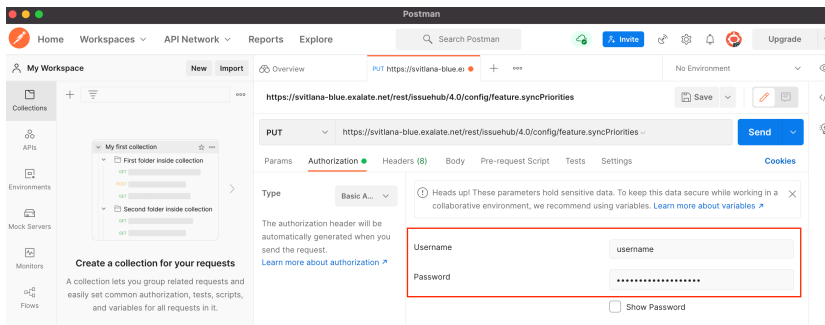 Postman
Home Workspaces API Network Reports Explore Search Postman Invite Upgrade
My Workspace New Import Overview PUT https://svitlana-blue.ex No Environment
Collections
APIs
Environments
Mock Servers
Monitors
Flows
My first collection
First folder inside collection
GET
POST
GET
Second folder inside collection
GET
GET
Create a collection for your requests
A collection lets you group related requests and
easily set common authorization, tests, scripts,
and variables for all requests in it.
https://svitlana-blue.exalate.net/rest/issuehub/4.0/config/feature.syncPriorities Save
PUT https://svitlana-blue.exalate.net/rest/issuehub/4.0/config/feature.syncPriorities Send
Params Authorization Headers (8) Body Pre-request Script Tests Settings Cookies
Type Basic A...
The authorization header will be
automatically generated when you
send the request.
Learn more about authorization
Heads up! These parameters hold sensitive data. To keep this data secure while working in a
collaborative environment, we recommend using variables. Learn more about variables
Username username
Password •••••••••••••••••••
Show Password